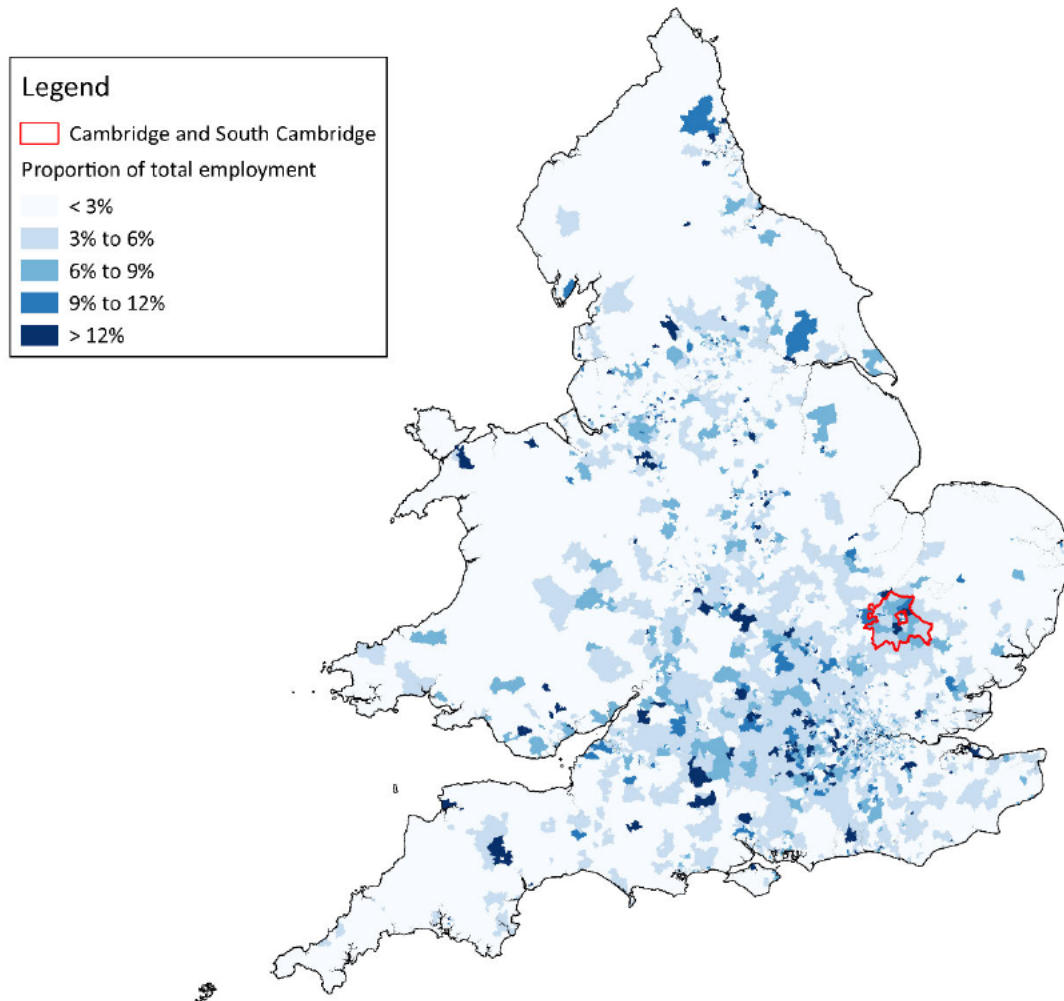 Legend
Cambridge and South Cambridge
Proportion of total employment
< 3%
3% to 6%
6% to 9%
9% to 12%
> 12%